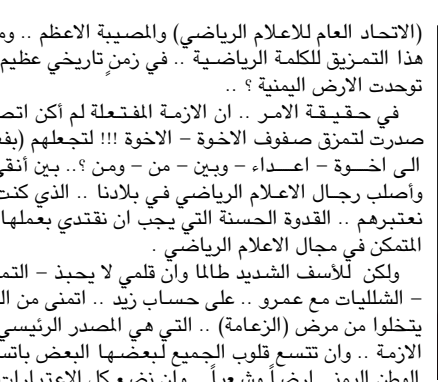 (الاتحاد العام للاعلام الرياضي) والمصيبة الاعظم .. وم
هذا التمزيق للكلمة الرياضية .. في زمنٍ تاريخي عظيم
توحدت الارض اليمنية ؟ ..
في حقيقة الامر .. ان الازمة المفتعلة لم أكن اتص
صدرت لتمزق صفوف الاخوة – الاخوة !!! لتجعلهم (بف
الى اخوة – اعداء – وبين – من – ومن ؟.. بين أنق
وأصلب رجال الاعلام الرياضي في بلادنا .. الذي كنت
نعتبرهم .. القدوة الحسنة التي يجب ان نقتدي بعملها
المتمكن في مجال الاعلام الرياضي .
ولكن للأسف الشديد طالما وان قلمي لا يحبذ – التم
– الشلليات مع عمرو .. على حساب زيد .. اتمنى من ال
يتخلوا من مرض (الزعامة) .. التي هي المصدر الرئيسي
الازمة .. وان تتسع قلوب الجميع لبعضها البعض باتس
الوطن اليمني ارضاً وشعباً .. وان نضع كل الاعتبارات